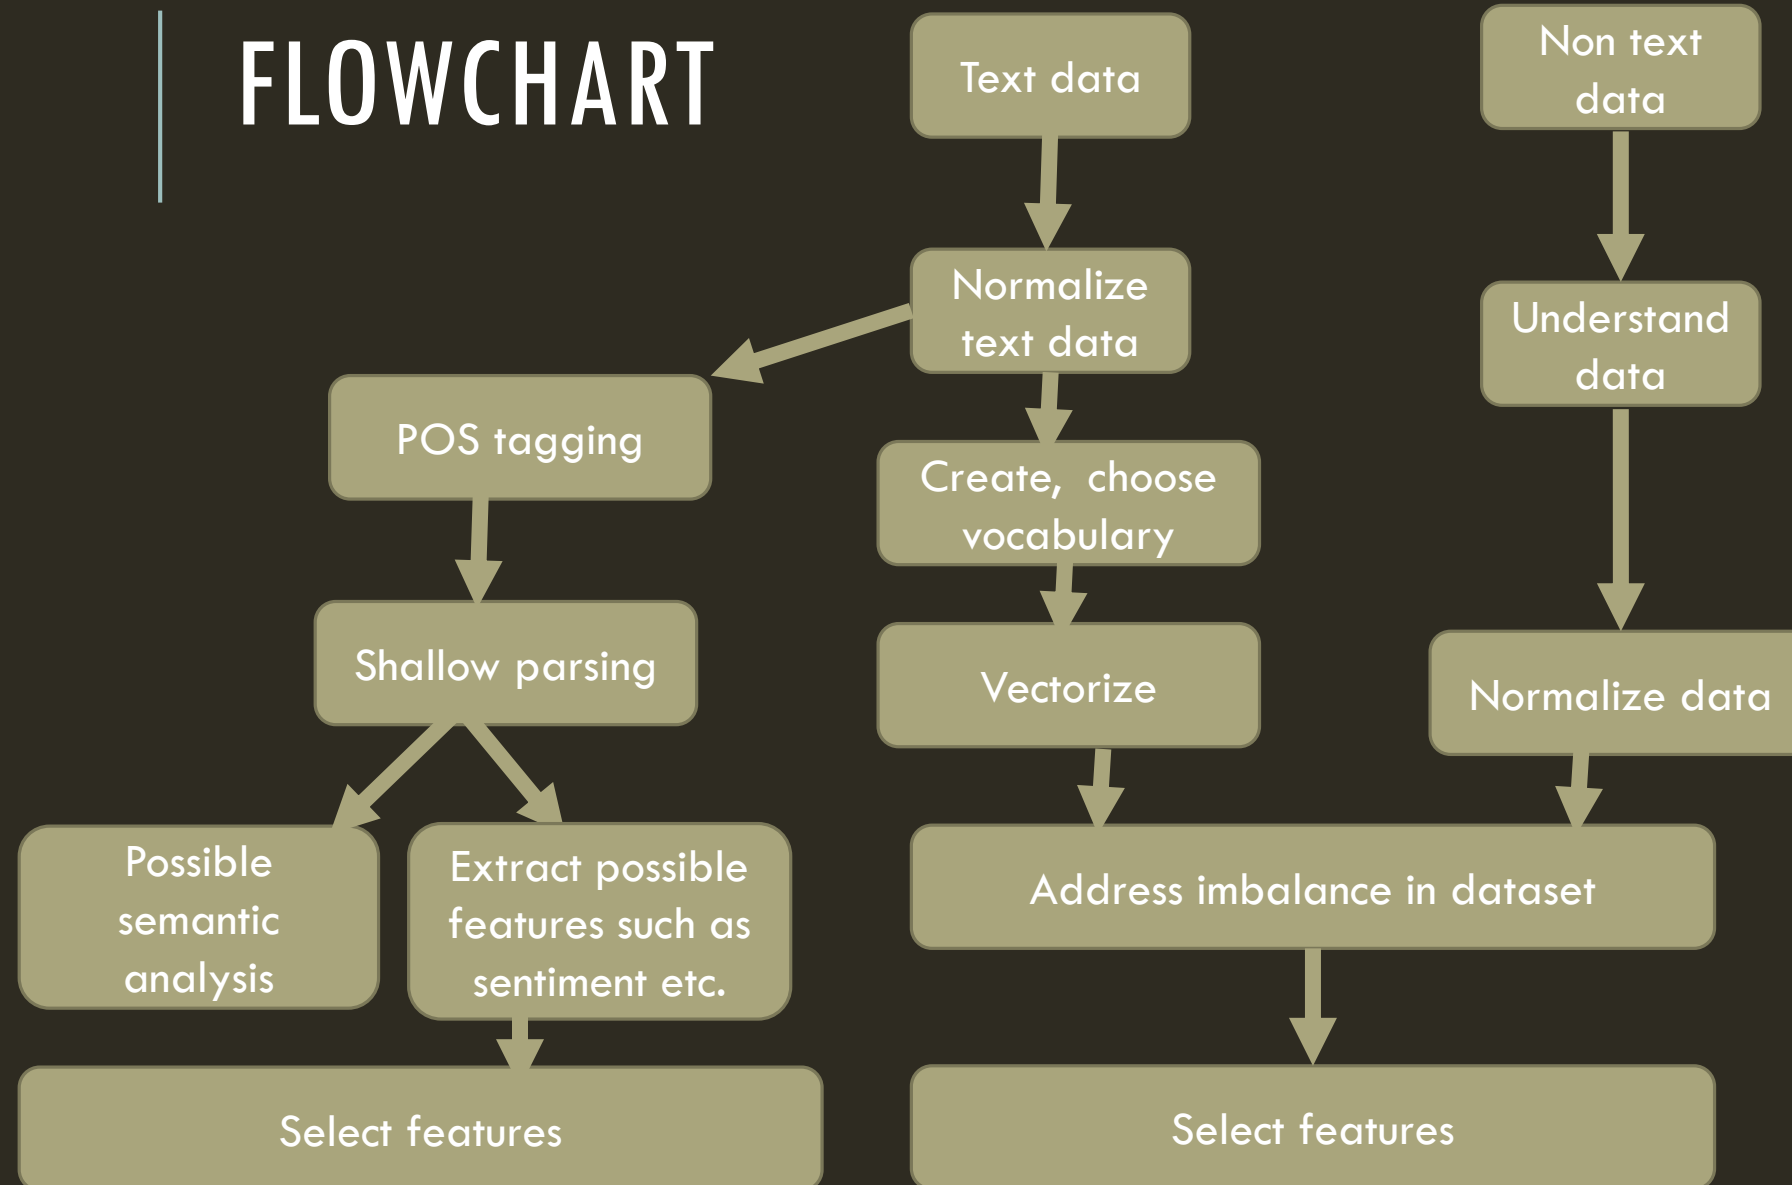 FLOWCHART
Text data
Non text
data
Normalize
text data
Understand
data
POS tagging
Create,  choose
vocabulary
Shallow parsing
Vectorize
Normalize data
Possible
semantic
analysis
Extract possible
features such as
sentiment etc.
Address imbalance in dataset
Select features
Select features